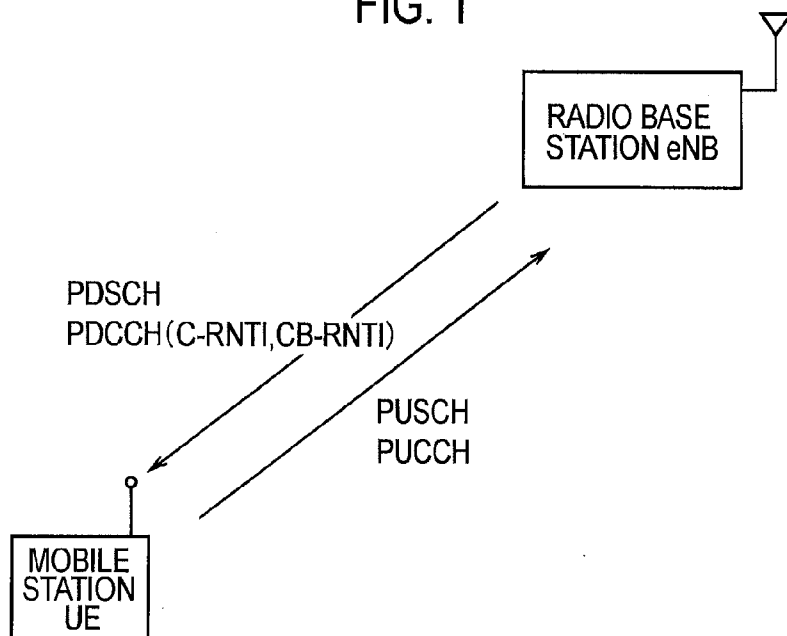 FIG. 1
RADIO BASE
STATION eNB
PDSCH
PDCCH(C-RNTI,CB-RNTI)
PUSCH
PUCCH
MOBILE
STATION
UE